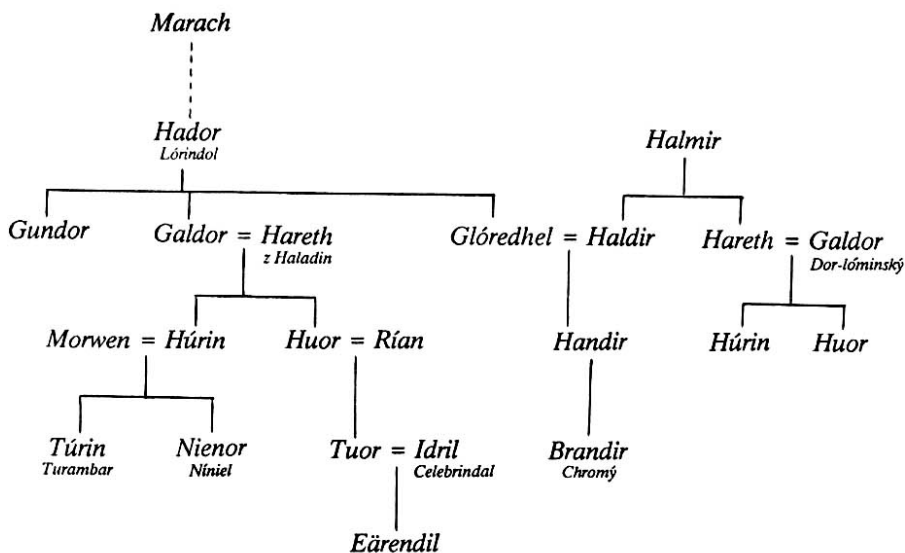 Marach
Hador
Lórindol
Halmir
Gundor
Galdor = Hareth
z Haladin
Glóredhel = Haldir
Hareth = Galdor
Dor-lóminský
Morwen = Húrin
Huor = Rían
Handir
Húrin
Huor
Túrin
Turambar
Nienor
Níniel
Tuor = Idril
Celebrindal
Brandir
Chromý
Eärendil